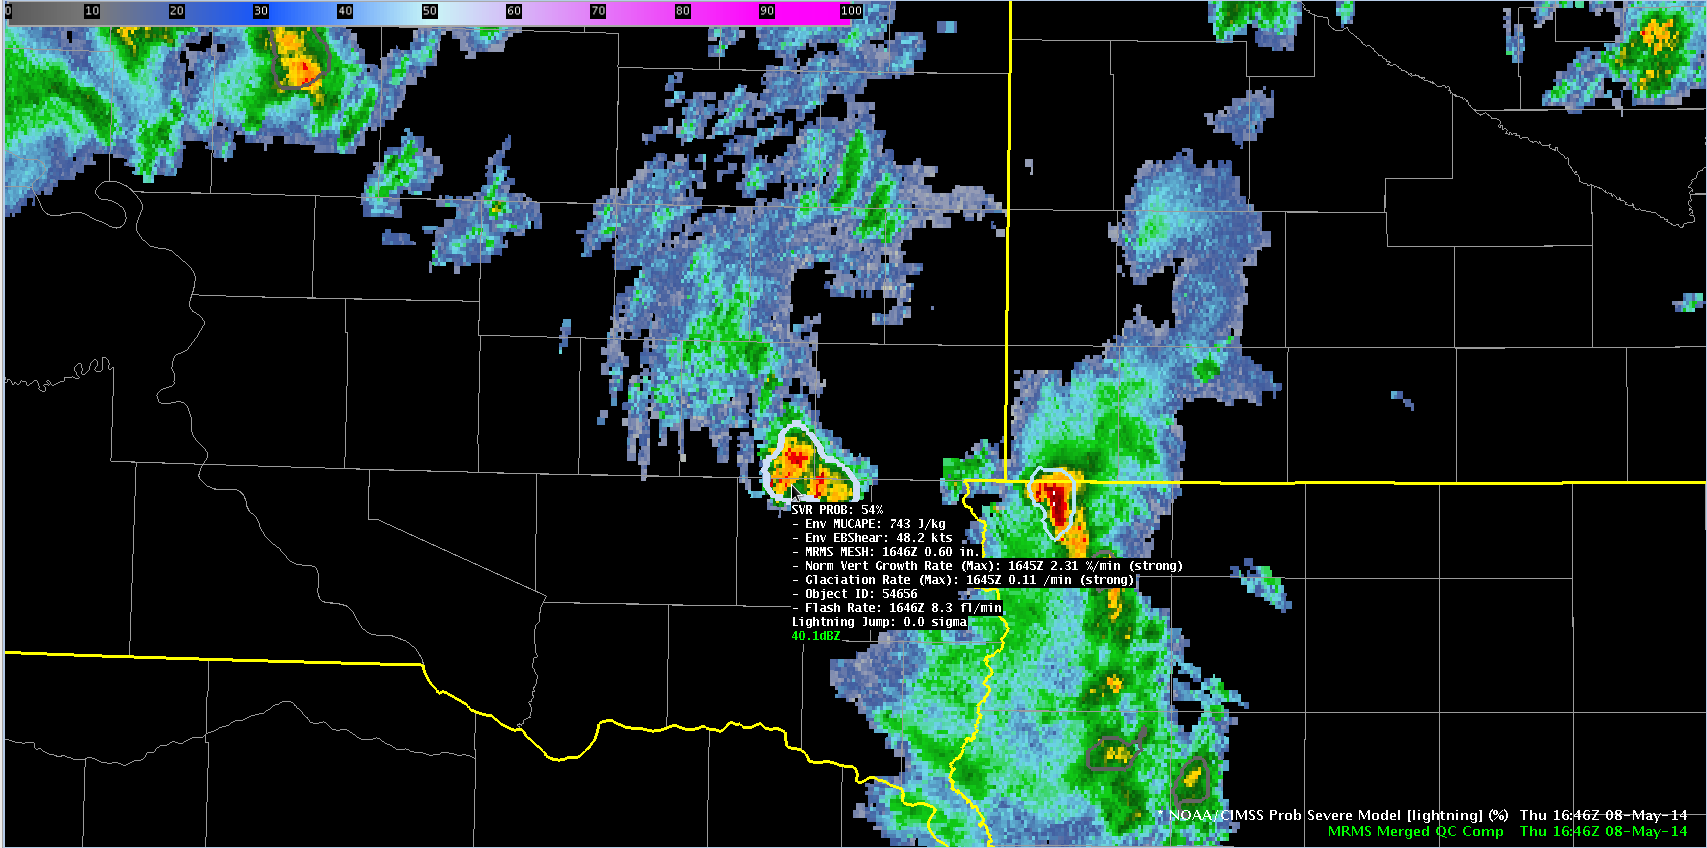 0 10 20 30 40 50 60 70 80 90 100
SVR PROB: 54%
- Env MUCAPE: 743 J/kg
- Env EBShear: 48.2 kts
- MRMS MESH: 1646Z 0.60 in.
- Norm Vert Growth Rate (Max): 1645Z 2.31 %/min (strong)
- Glaciation Rate (Max): 1645Z 0.11 /min (strong)
- Object ID: 54656
- Flash Rate: 1646Z 8.3 fl/min
Lightning Jump: 0.0 sigma
40.1dBZ
* NOAA/CIMSS Prob Severe Model [lightning] (%) Thu 16:46Z 08-May-14
MRMS Merged QC Comp Thu 16:46Z 08-May-14